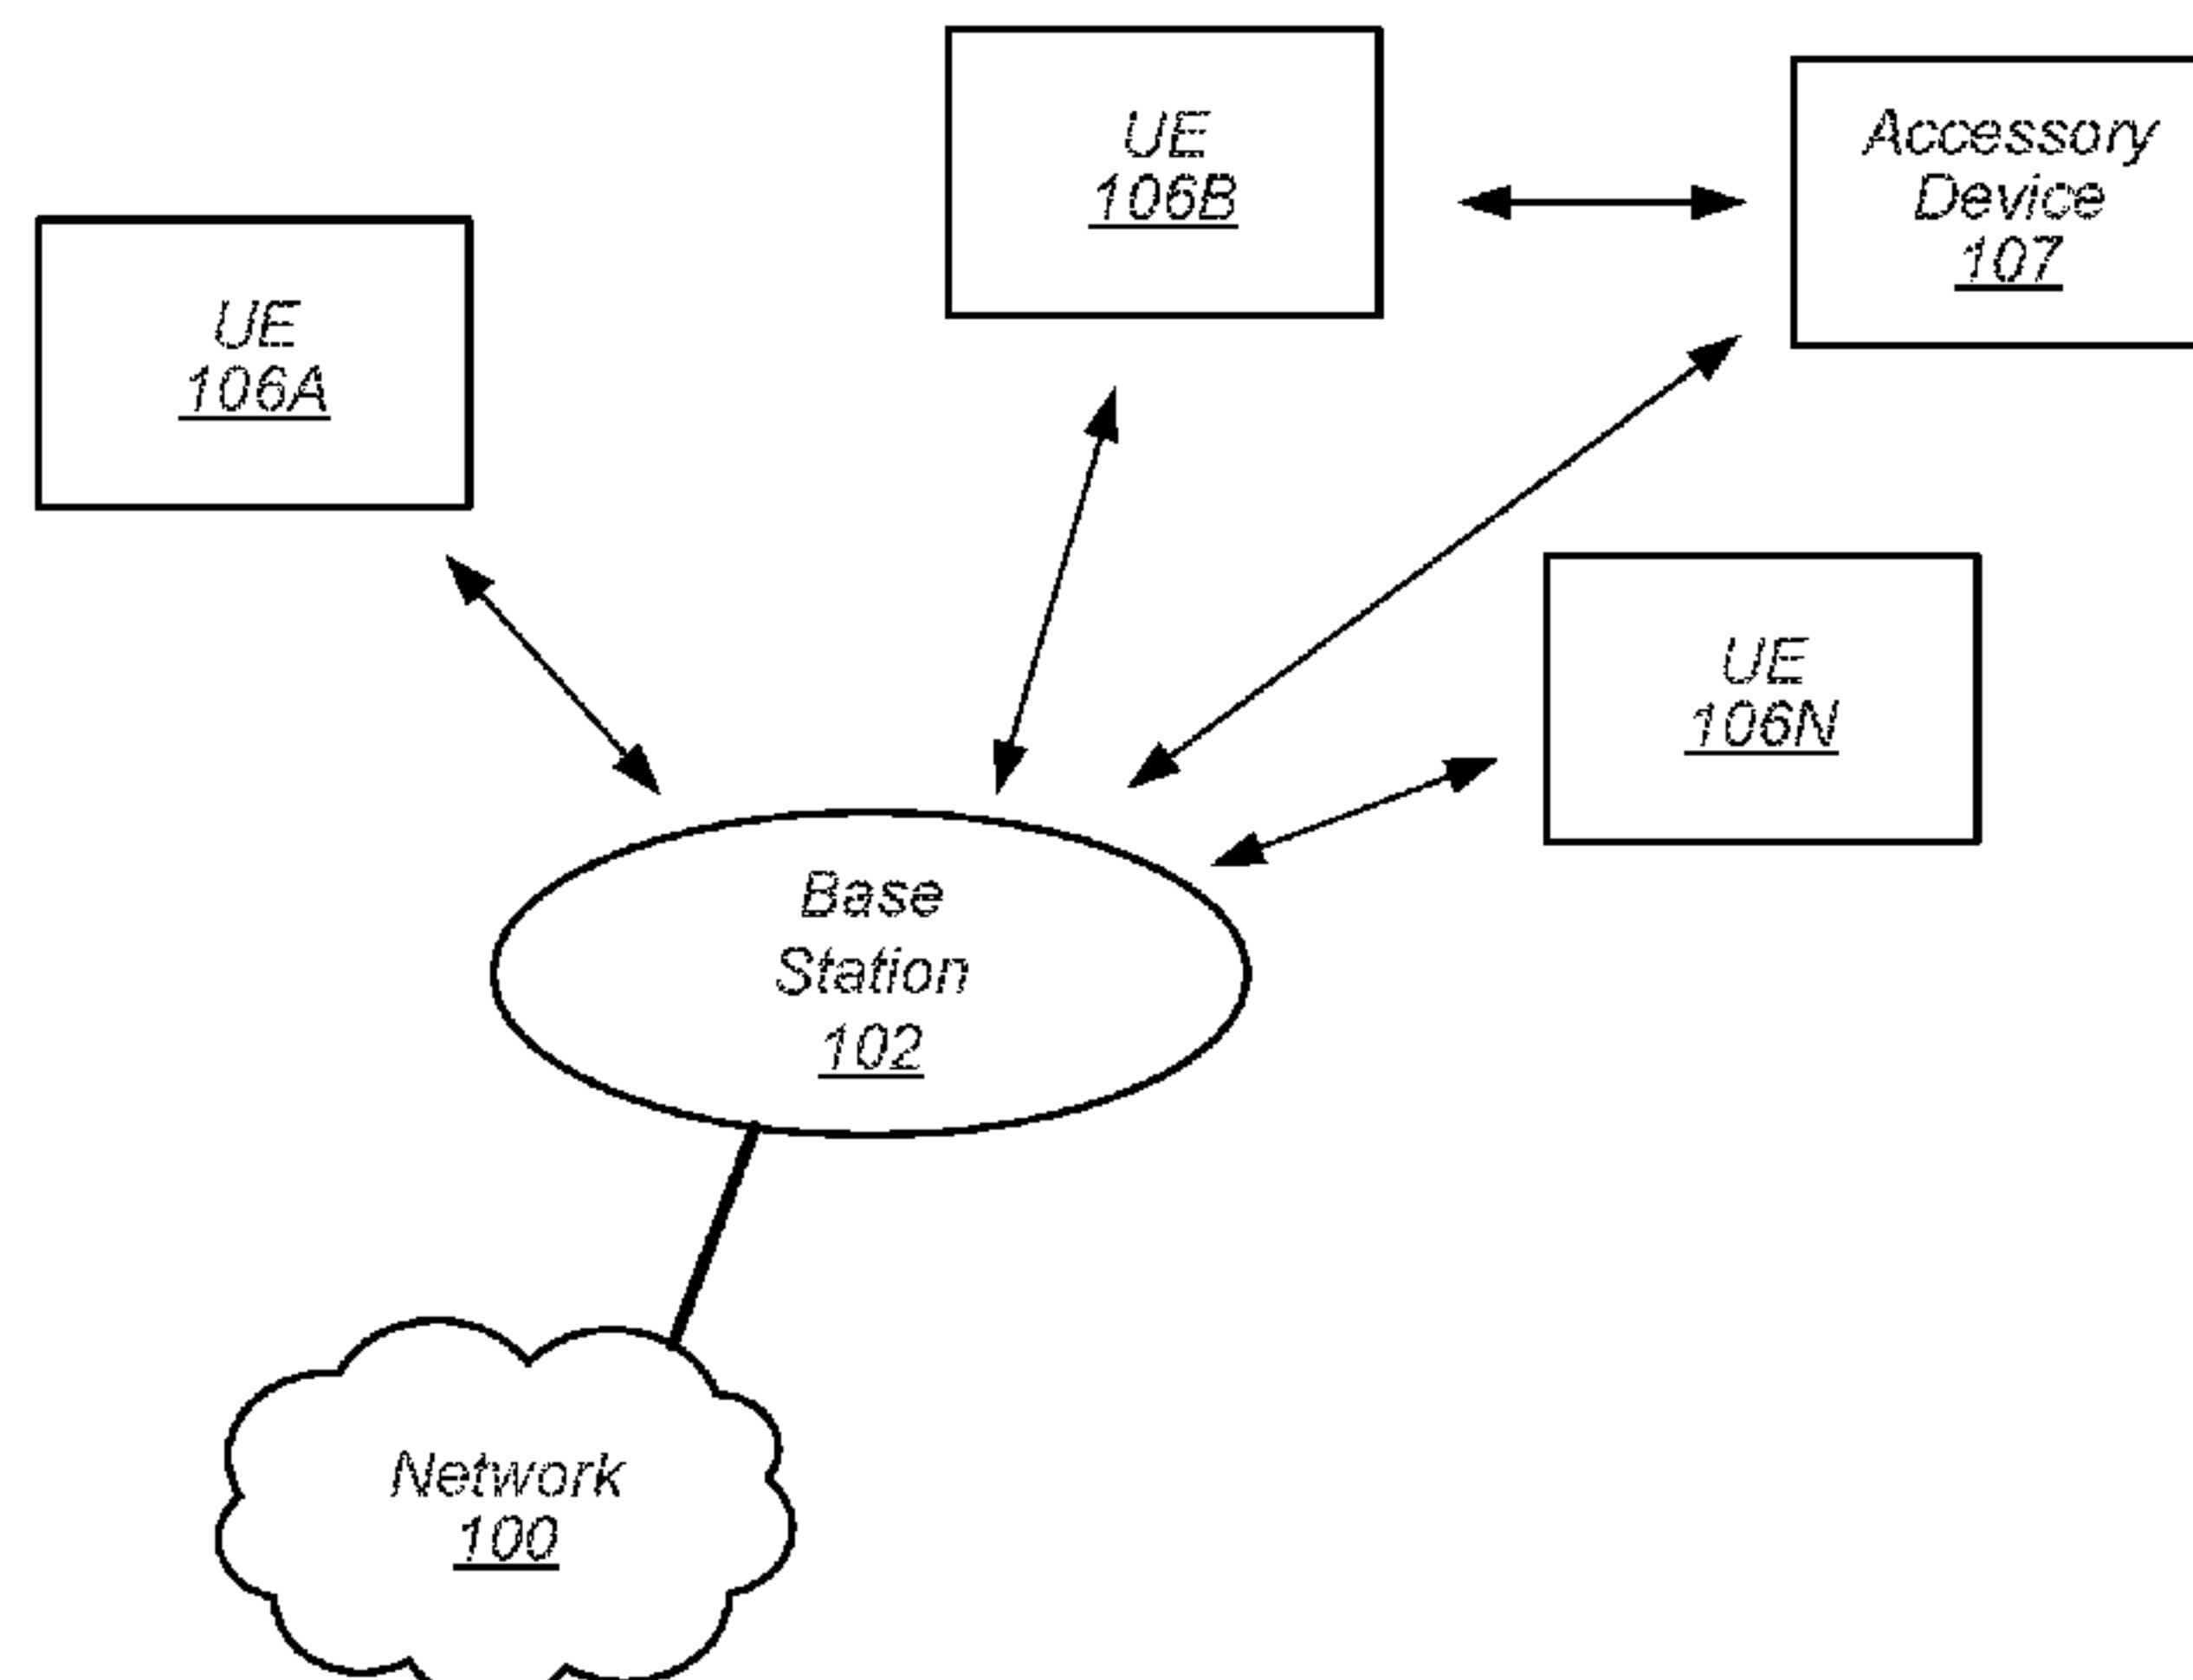 UE
106B
Accessory
Device
107
UE
106A
UE
106N
Base
Station
102
Network
100